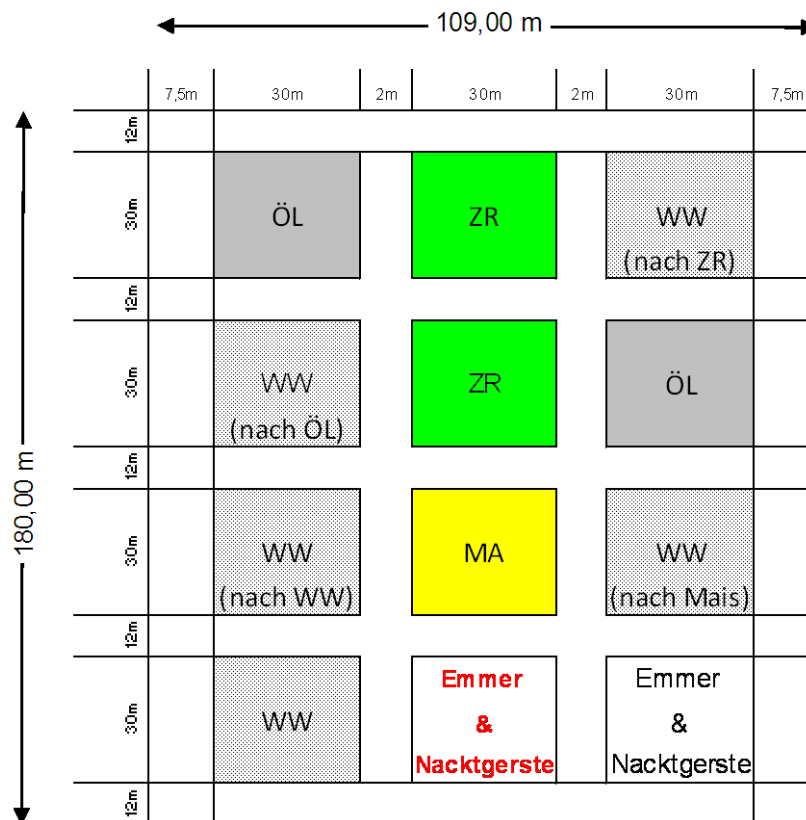 109,00 m
7,5m 30m 2m 30m 2m 30m 7,5m
12m
30m
ÖL ZR WW
(nach ZR)
12m
30m
WW ZR ÖL
(nach ÖL)
12m
180,00 m
30m
WW MA WW
(nach WW) (nach Mais)
12m
30m
Emmer Emmer
WW & &
Nacktgerste Nacktgerste
12m